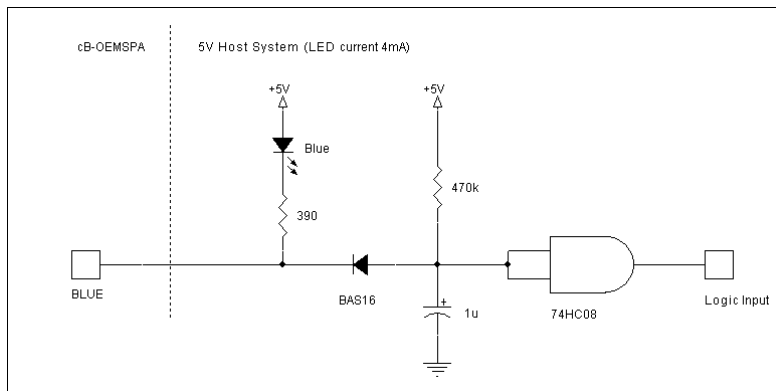 cB-OEMSPA
5V Host System (LED current 4mA)
+5V
+5V
Blue
470k
390
BLUE
BAS16
+
1u
74HC08
Logic Input